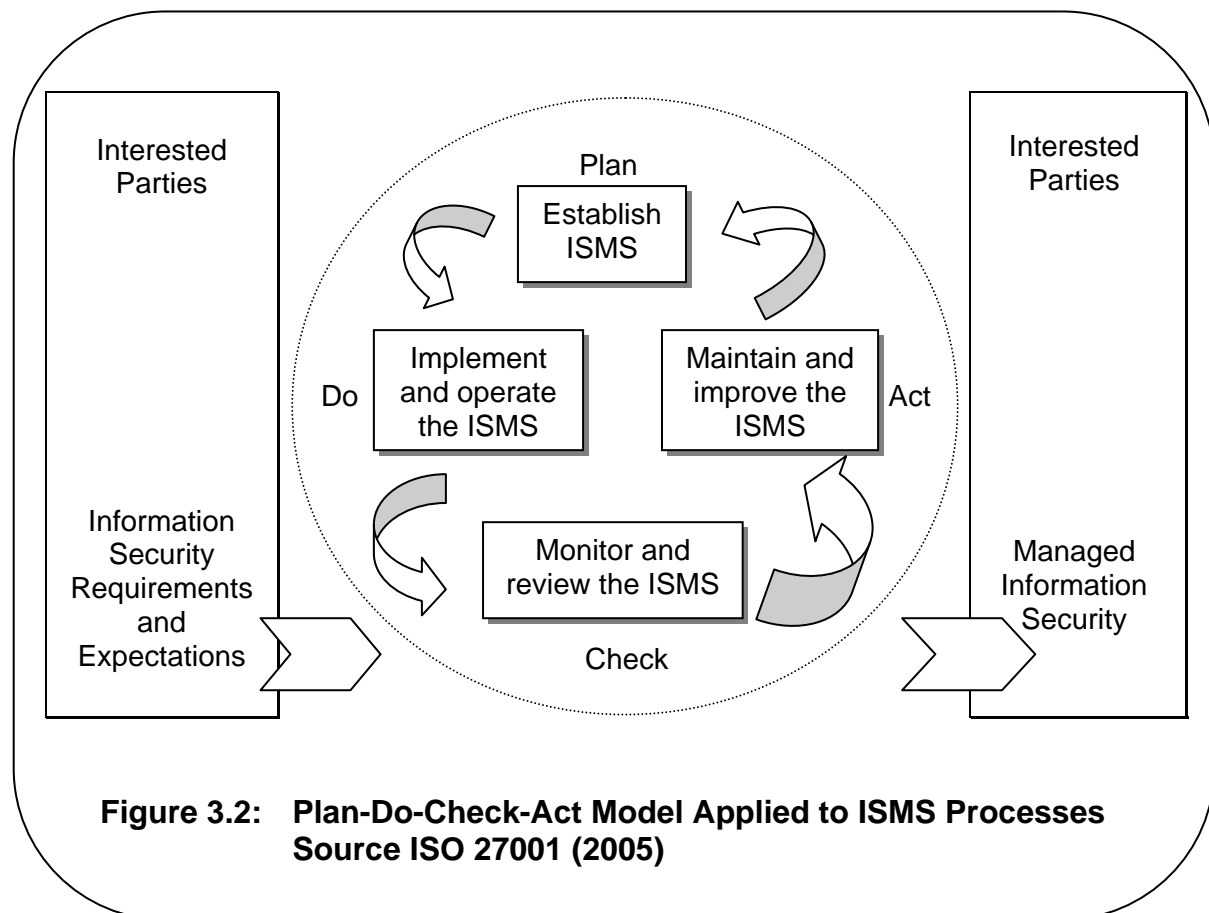 Interested
Parties
Information
Security
Requirements
and
Expectations
Plan
Establish
ISMS
Do
Implement
and operate
the ISMS
Maintain and
improve the
ISMS
Act
Monitor and
review the ISMS
Check
Interested
Parties
Managed
Information
Security
Figure 3.2: Plan-Do-Check-Act Model Applied to ISMS Processes
Source ISO 27001 (2005)